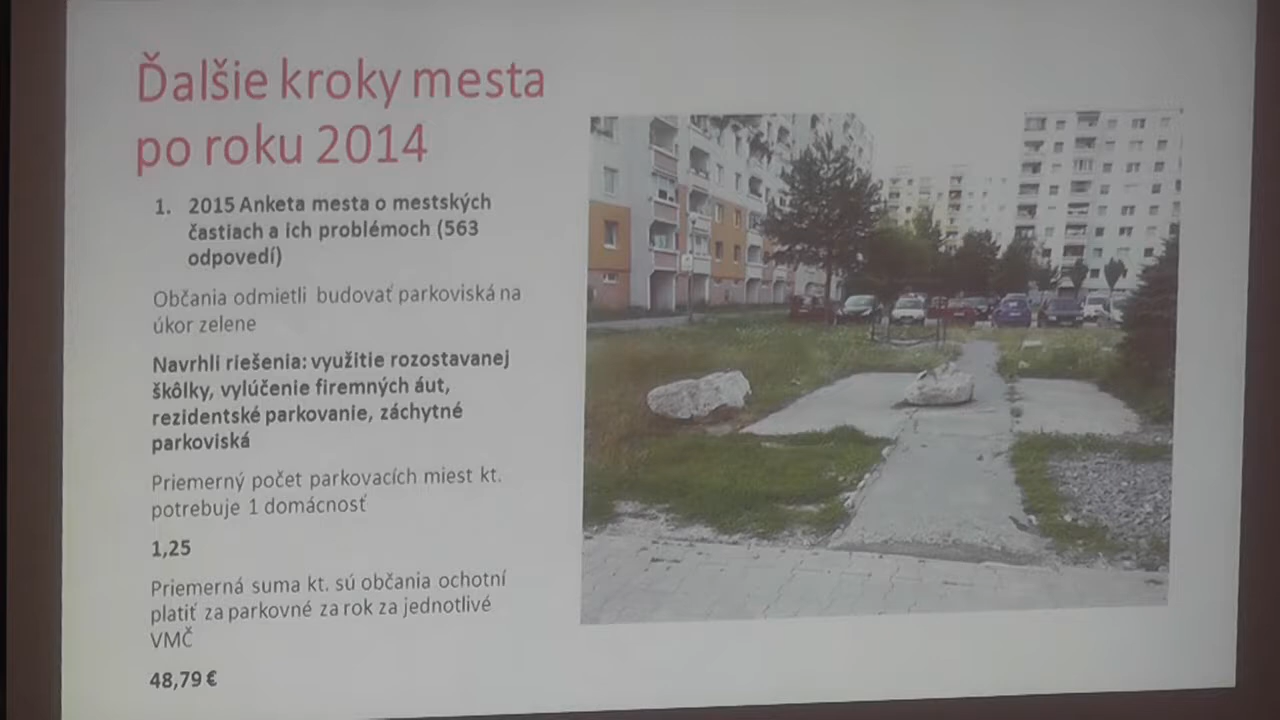 Ďalšie kroky mesta
po roku 2014
1. 2015 Anketa mesta o mestských
častiach a ich problémoch (563
odpovedí)
Občania odmietli budovať parkoviská na
úkor zelene
Navrhli riešenia: využitie rozostavanej
škôlky, vylúčenie firemných áut,
rezidentské parkovanie, záchytné
parkoviská
Priemerný počet parkovacích miest kt.
potrebuje 1 domácnosť
1,25
Priemerná suma kt. sú občania ochotní
platiť za parkovné za rok za jednotlivé
VMČ
48,79 €